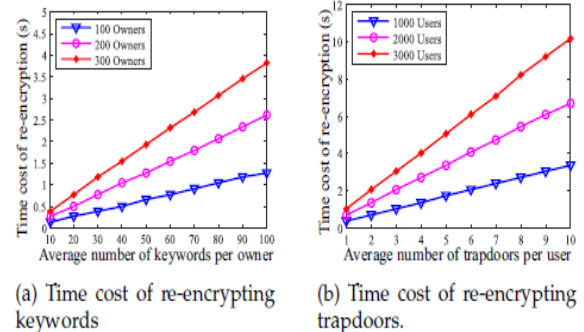 Time cost of re-encryption (s)
5
4.5
4
3.5
3
2.5
2
1.5
1
0.5
0
100 Owners
200 Owners
300 Owners
10 20 30 40 50 60 70 80 90 100
Average number of keywords per owner
(a) Time cost of re-encrypting
keywords
Time cost of re-encryption (s)
12
10
8
6
4
2
0
1000 Users
2000 Users
3000 Users
1 2 3 4 5 6 7 8 9 10
Average number of trapdoors per user
(b) Time cost of re-encrypting
trapdoors.